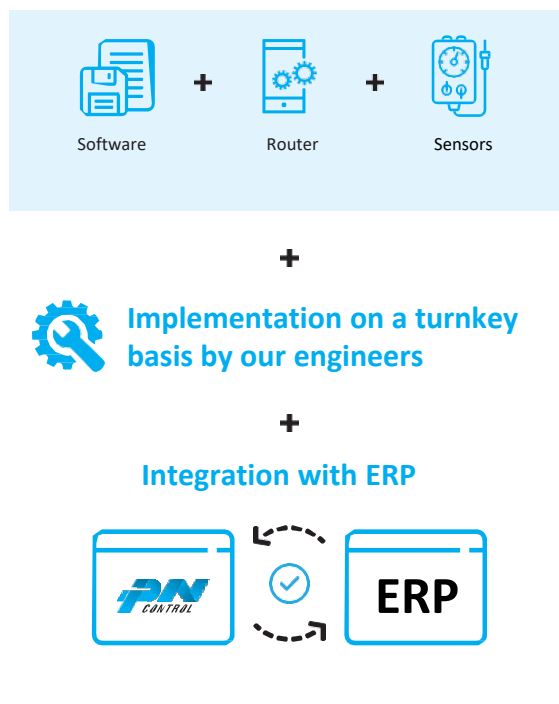 Software + Router + Sensors
+
Implementation on a turnkey
basis by our engineers
+
Integration with ERP
PN CONTROL
ERP